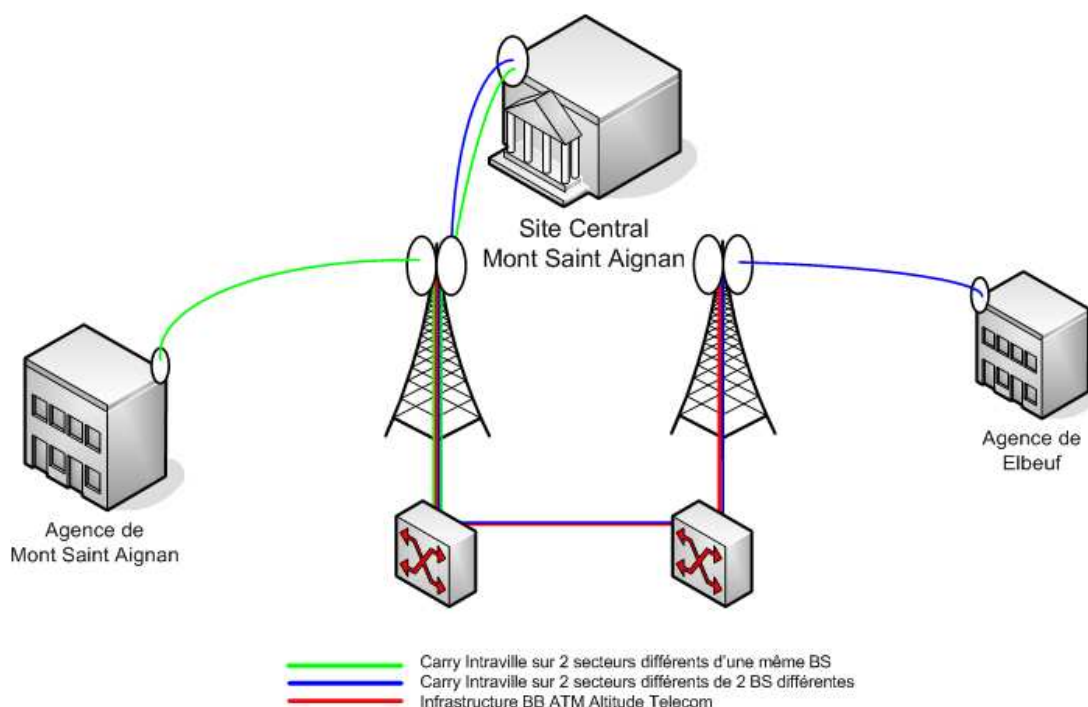 Site Central
Mont Saint Aignan
Agence de
Elbeuf
Agence de
Mont Saint Aignan
Carry Intraville sur 2 secteurs différents d'une même BS
Carry Intraville sur 2 secteurs différents de 2 BS différentes
Infrastructure BB ATM Altitude Telecom